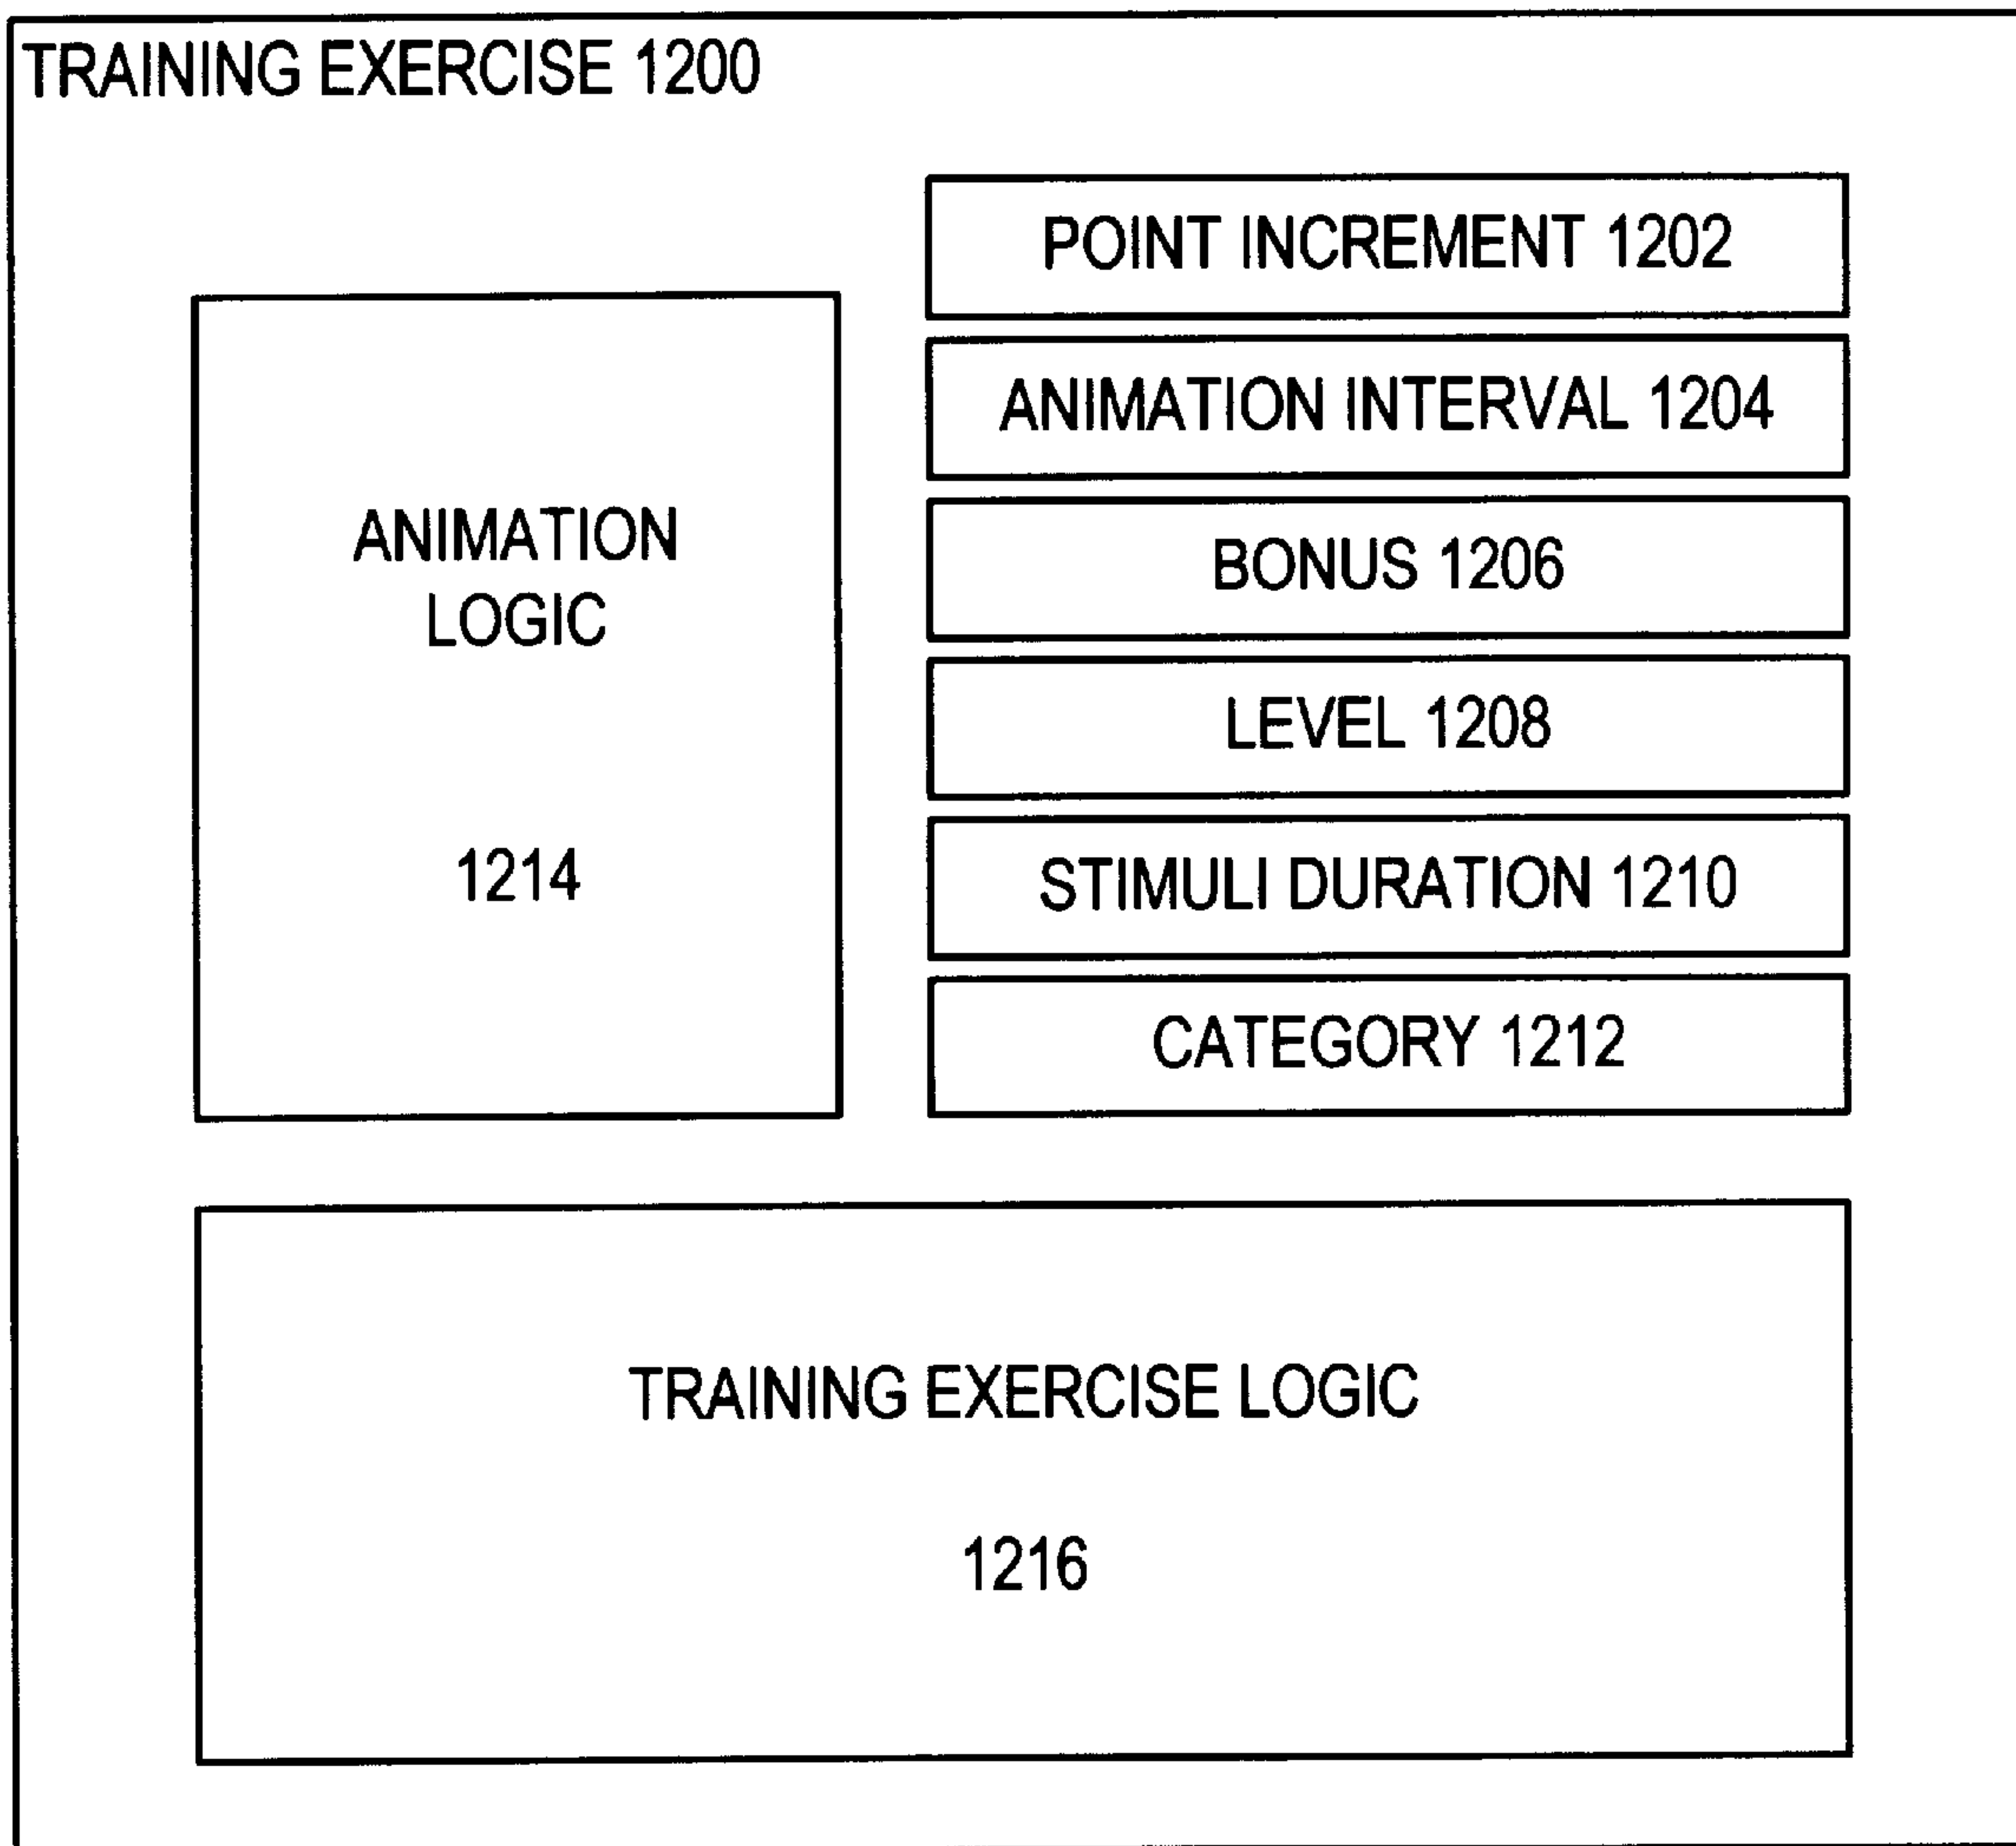 TRAINING EXERCISE 1200
POINT INCREMENT 1202
ANIMATION INTERVAL 1204
BONUS 1206
LEVEL 1208
STIMULI DURATION 1210
CATEGORY 1212
ANIMATION
LOGIC
1214
TRAINING EXERCISE LOGIC
1216